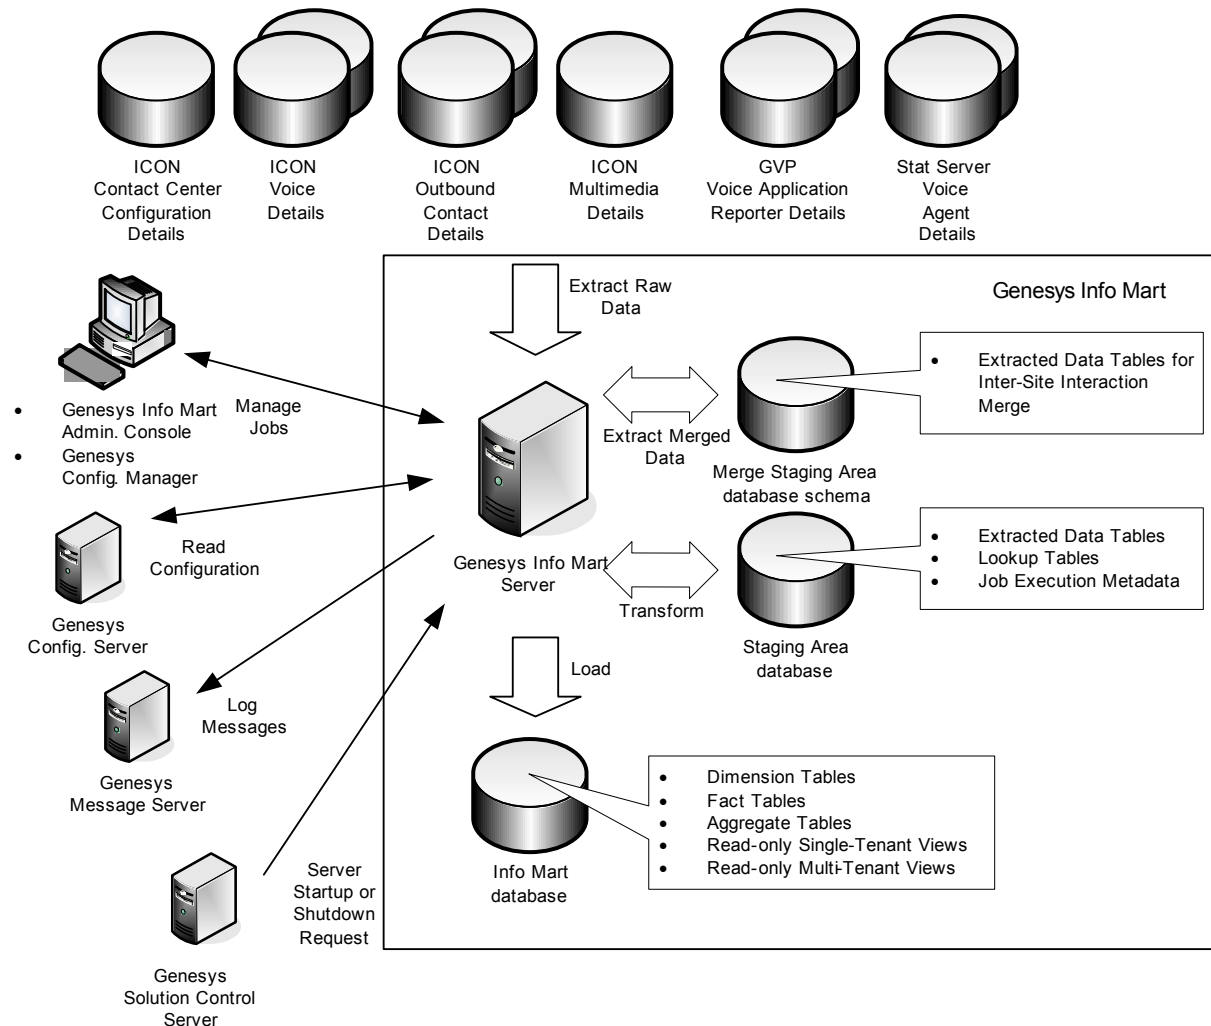 ICON
Contact Center
Configuration
Details
ICON
Voice
Details
ICON
Outbound
Contact
Details
ICON
Multimedia
Details
GVP
Voice Application
Reporter Details
Stat Server
Voice
Agent
Details
Extract Raw
Data
Genesys Info Mart
• Extracted Data Tables for
Inter-Site Interaction
Merge
• Genesys Info Mart
Admin. Console
• Genesys
Config. Manager
Manage
Jobs
Extract Merged
Data
Merge Staging Area
database schema
Genesys Info Mart
Server
• Extracted Data Tables
• Lookup Tables
• Job Execution Metadata
Read
Configuration
Transform
Genesys
Config. Server
Staging Area
database
Load
Log
Messages
Genesys
Message Server
• Dimension Tables
• Fact Tables
• Aggregate Tables
• Read-only Single-Tenant Views
• Read-only Multi-Tenant Views
Info Mart
database
Server
Startup or
Shutdown
Request
Genesys
Solution Control
Server